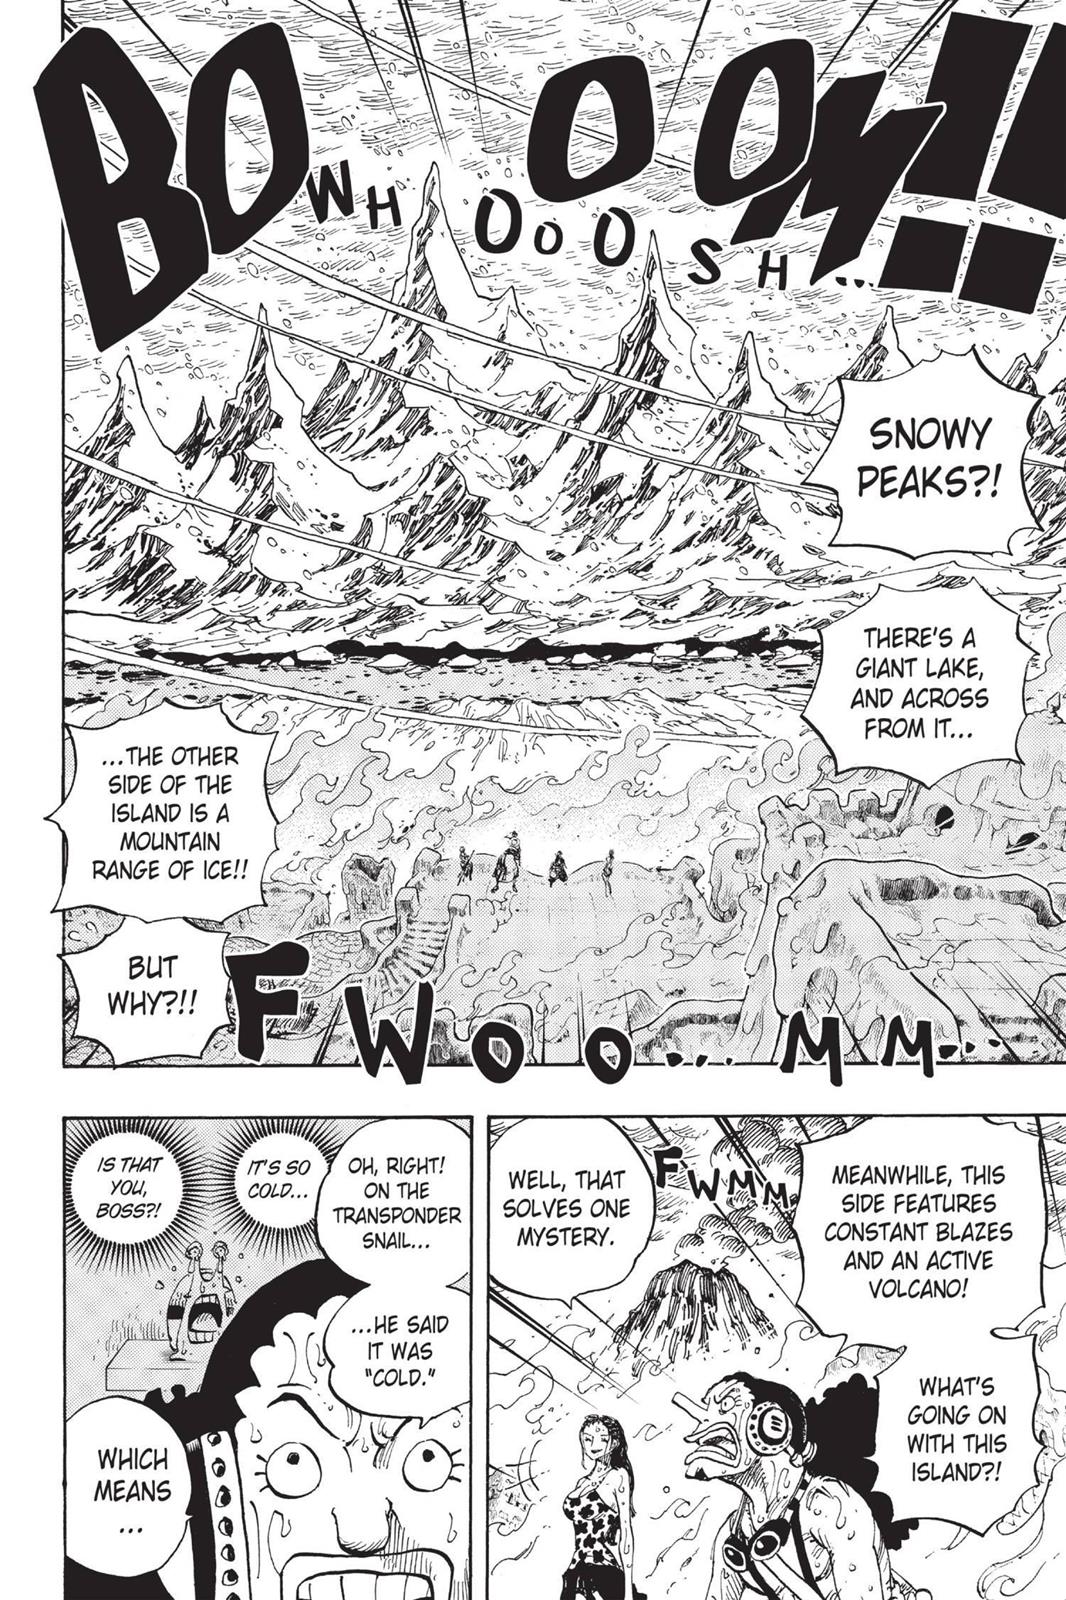 BOOOOM!!
WHOOOSH...
SNOWY
PEAKS?!
THERE'S A
GIANT LAKE,
AND ACROSS
FROM IT...
...THE OTHER
SIDE OF THE
ISLAND IS A
MOUNTAIN
RANGE OF ICE!!
BUT
WHY?!!
FWOO...MM...
WELL, THAT
SOLVES ONE
MYSTERY.
FWMM
MEANWHILE, THIS
SIDE FEATURES
CONSTANT BLAZES
AND AN ACTIVE
VOLCANO!
WHAT'S
GOING ON
WITH THIS
ISLAND?!
OH, RIGHT!
ON THE
TRANSPONDER
SNAIL...
IT'S SO
COLD...
IS THAT
YOU,
BOSS?!
...HE SAID
IT WAS
"COLD."
WHICH
MEANS
...